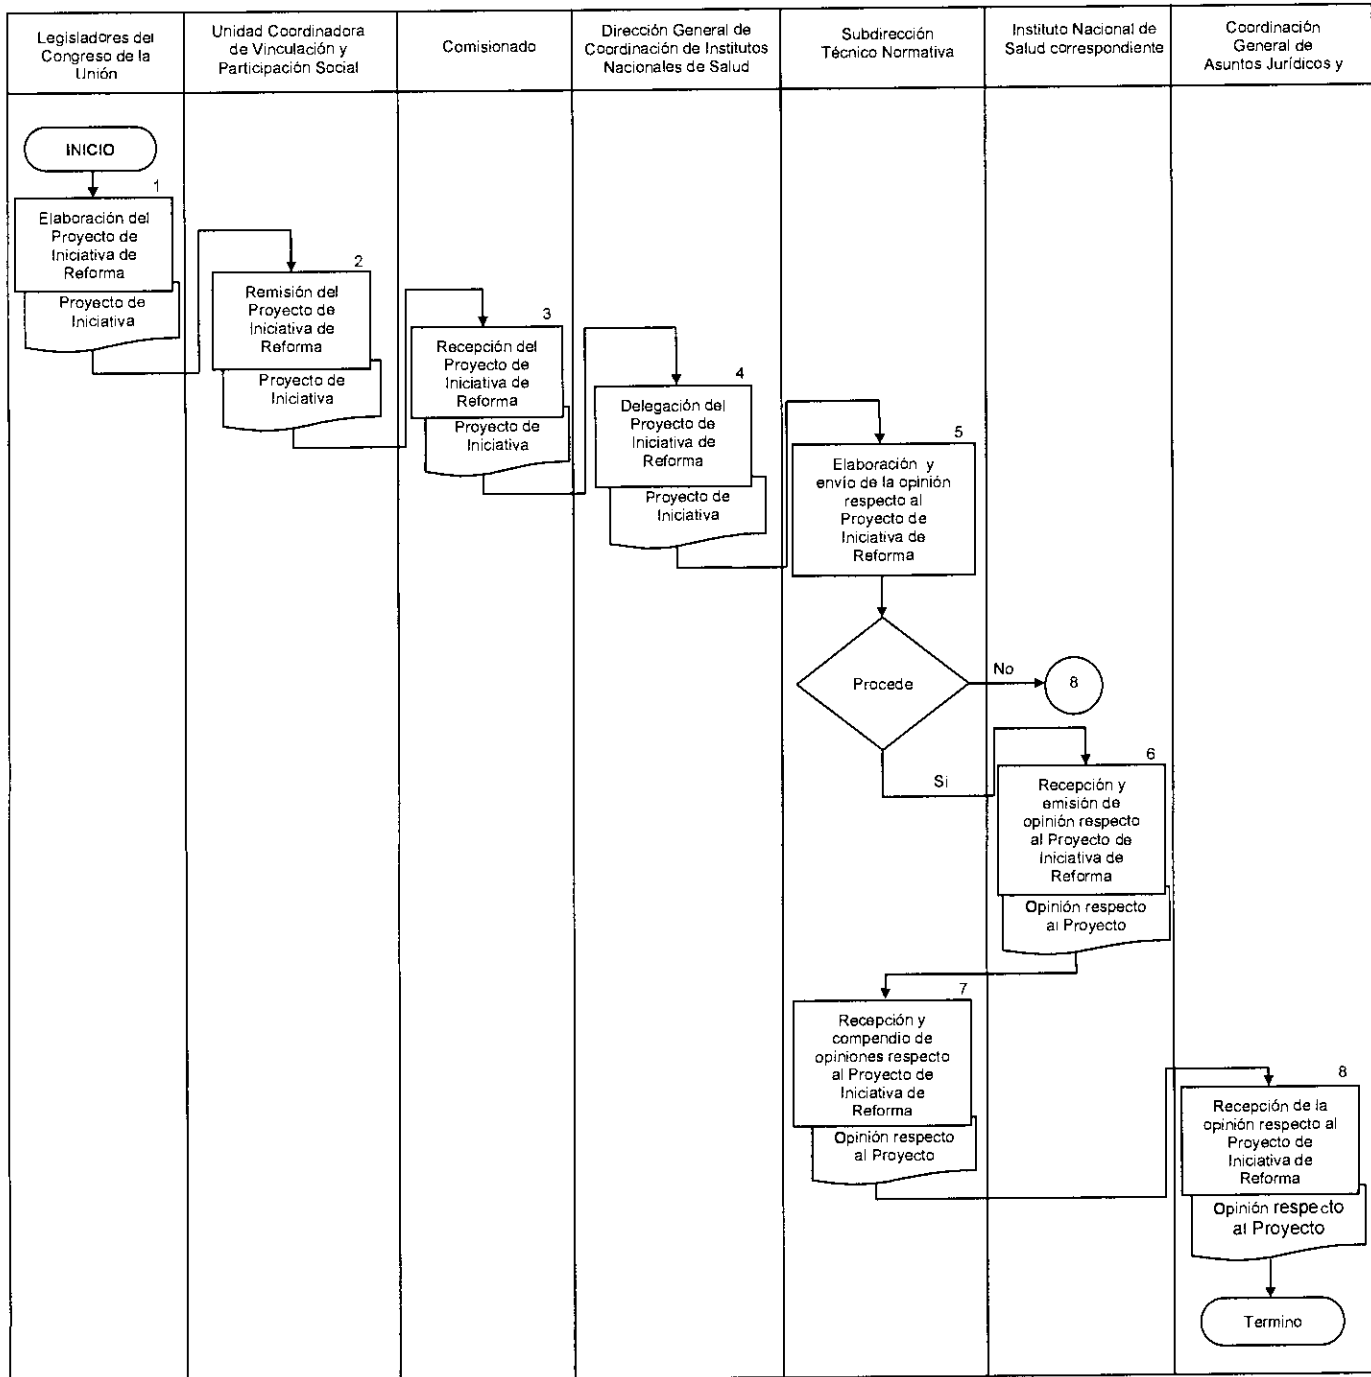 Legisladores del
Congreso de la
Unión
Unidad Coordinadora
de Vinculación y
Participación Social
Comisionado
Dirección General de
Coordinación de Institutos
Nacionales de Salud
Subdirección
Técnico Normativa
Instituto Nacional de
Salud correspondiente
Coordinación
General de
Asuntos Jurídicos y
INICIO
1
Elaboración del
Proyecto de
Iniciativa de
Reforma
Proyecto de
Iniciativa
2
Remisión del
Proyecto de
Iniciativa de
Reforma
Proyecto de
Iniciativa
3
Recepción del
Proyecto de
Iniciativa de
Reforma
Proyecto de
Iniciativa
4
Delegación del
Proyecto de
Iniciativa de
Reforma
Proyecto de
Iniciativa
5
Elaboración y
envío de la opinión
respecto al
Proyecto de
Iniciativa de
Reforma
Procede
No
8
Si
6
Recepción y
emisión de
opinión respecto
al Proyecto de
Iniciativa de
Reforma
Opinión respecto
al Proyecto
7
Recepción y
compendio de
opiniones respecto
al Proyecto de
Iniciativa de
Reforma
Opinión respecto
al Proyecto
8
Recepción de la
opinión respecto al
Proyecto de
Iniciativa de
Reforma
Opinión respecto
al Proyecto
Termino